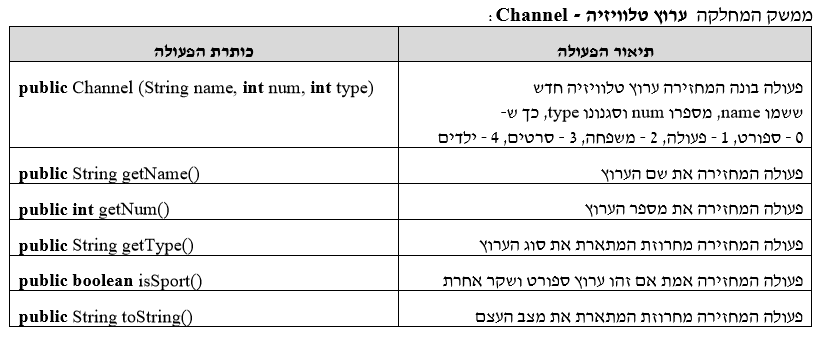 ממשק המחלקה ערוץ טלוויזיה - Channel :
תיאור הפעולה
כותרת הפעולה
פעולה בונה המחזירה ערוץ טלוויזיה חדש
ששמו name, מספרו num וסגנונו type, כך ש-
0 - ספורט, 1 - פעולה, 2 - משפחה, 3 - סרטים, 4 - ילדים
public Channel (String name, int num, int type)
פעולה המחזירה את שם הערוץ
public String getName()
פעולה המחזירה את מספר הערוץ
public int getNum()
פעולה המחזירה מחרוזת המתארת את סוג הערוץ
public String getType()
פעולה המחזירה אמת אם זהו ערוץ ספורט ושקר אחרת
public boolean isSport()
פעולה המחזירה מחרוזת המתארת את מצב העצם
public String toString()